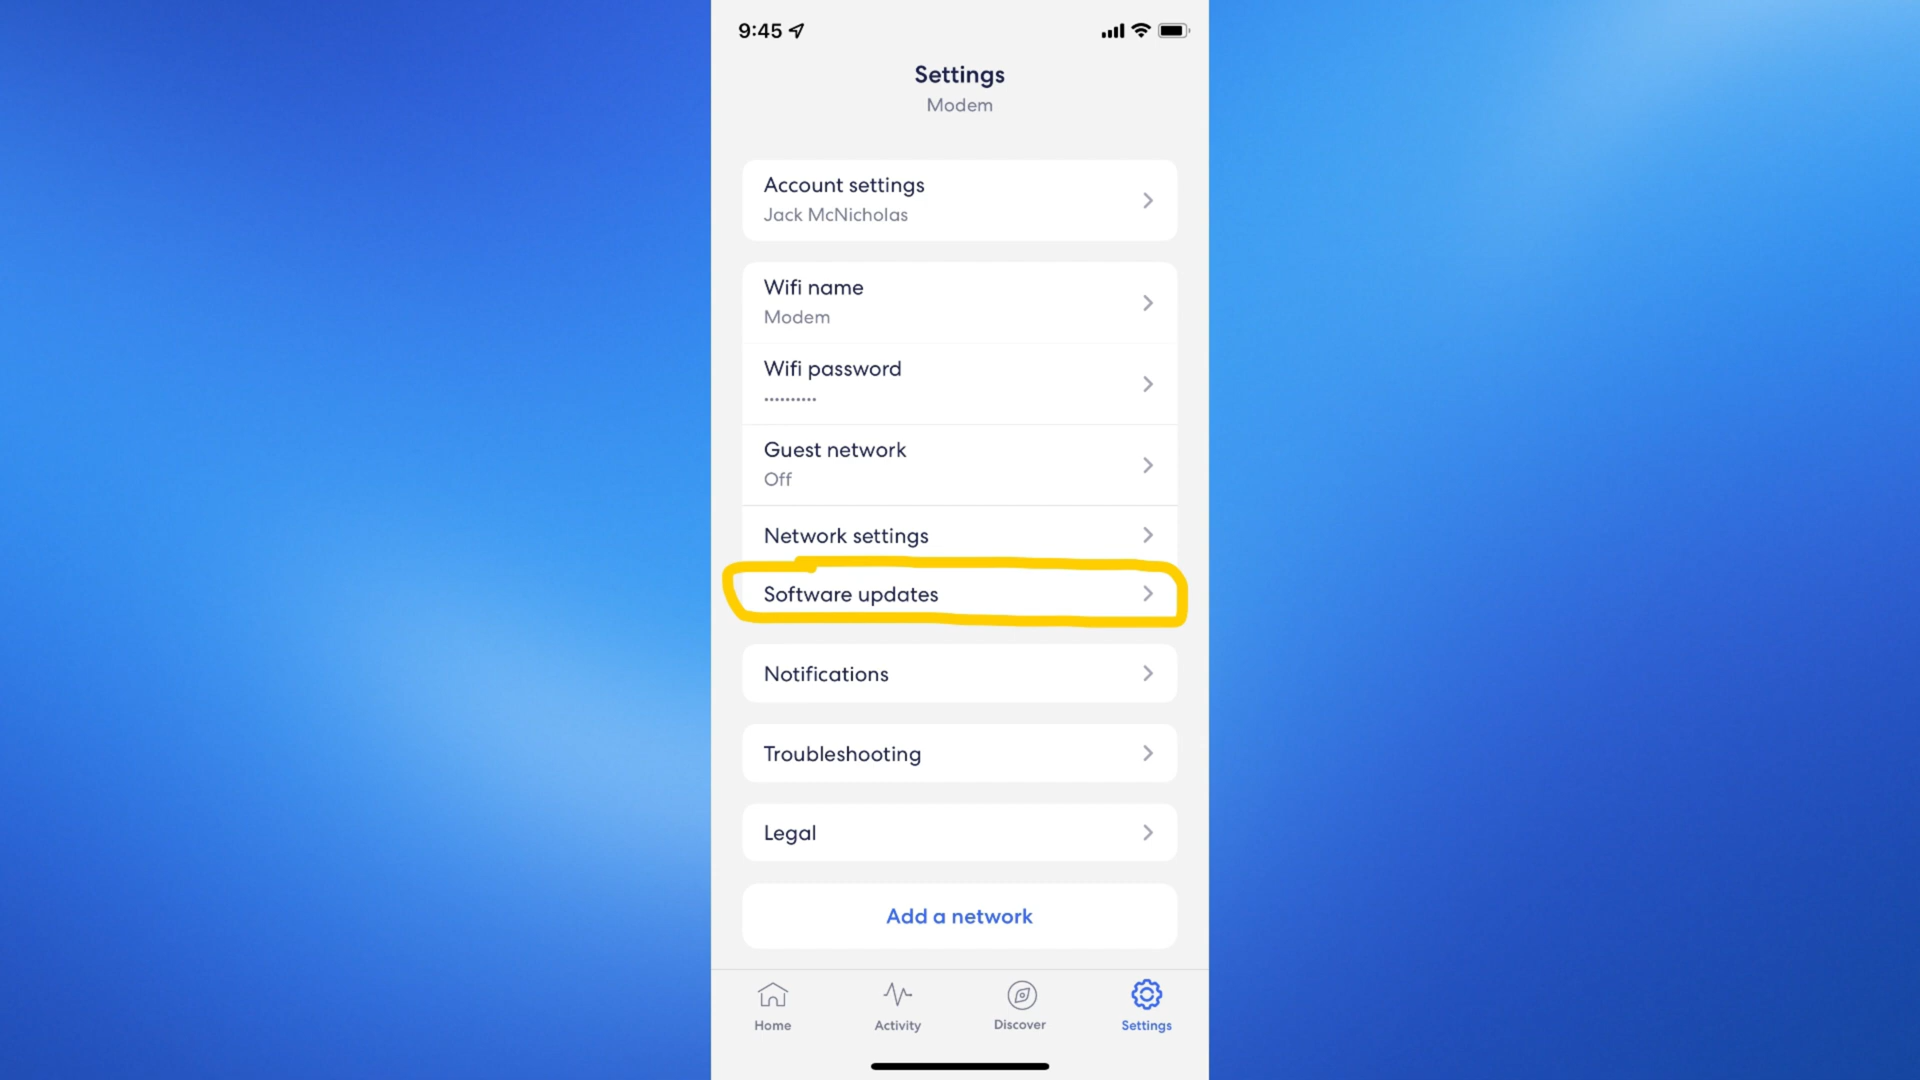 9:45
Settings
Modem
Account settings
Jack McNicholas
Wifi name
Modem
Wifi password
••••••••••
Guest network
Off
Network settings
Software updates
Notifications
Troubleshooting
Legal
Add a network
Home
Activity
Discover
Settings